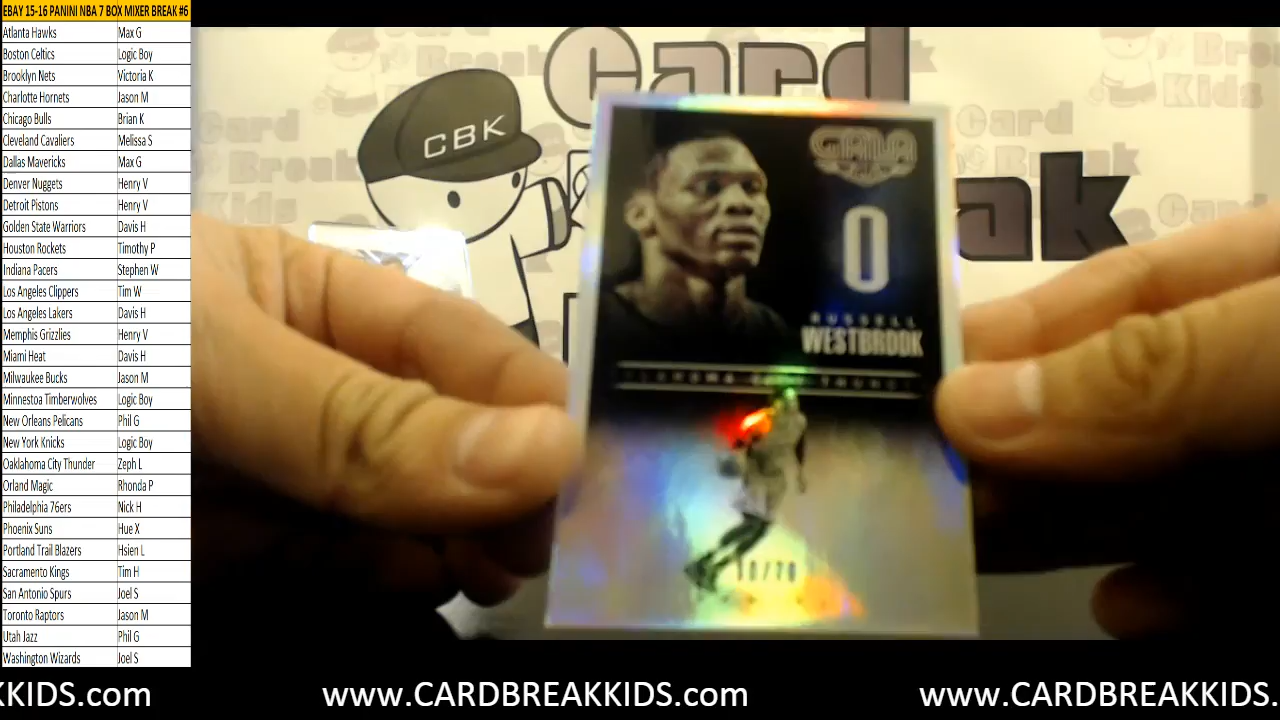 EBAY 15-16 PANINI NBA 7 BOX MIXER BREAK #6
Atlanta Hawks Max G
Boston Celtics Logic Boy
Brooklyn Nets Victoria K
Charlotte Hornets Jason M
Chicago Bulls Brian K
Cleveland Cavaliers Melissa S
Dallas Mavericks Max G
Denver Nuggets Henry V
Detroit Pistons Henry V
Golden State Warriors Davis H
Houston Rockets Timothy P
Indiana Pacers Stephen W
Los Angeles Clippers Tim W
Los Angeles Lakers Davis H
Memphis Grizzlies Henry V
Miami Heat Davis H
Milwaukee Bucks Jason M
Minnestoa Timberwolves Logic Boy
New Orleans Pelicans Phil G
New York Knicks Logic Boy
Oaklahoma City Thunder Zeph L
Orland Magic Rhonda P
Philadelphia 76ers Nick H
Phoenix Suns Hue X
Portland Trail Blazers Hsien L
Sacramento Kings Tim H
San Antonio Spurs Joel S
Toronto Raptors Jason M
Utah Jazz Phil G
Washington Wizards Joel S
Card
CBK
Card
Break
Kids
GALA
0
RUSSELL
WESTBROOK
KKIDS.com www.CARDBREAKKIDS.com www.CARDBREAKKIDS.